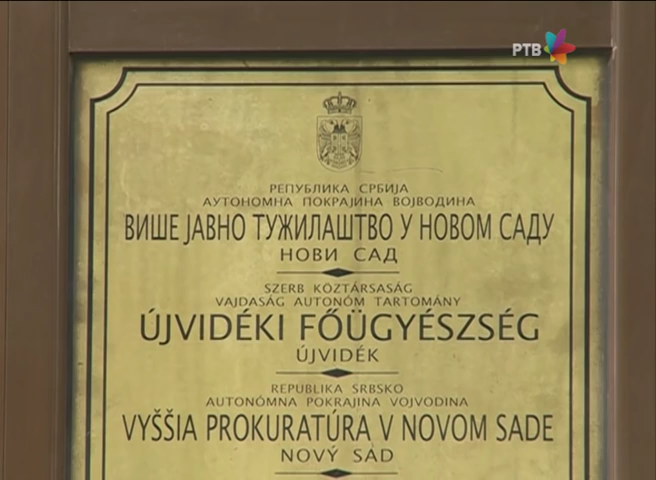 РТВ
РЕПУБЛИКА СРБИЈА
АУТОНОМНА ПОКРАЈИНА ВОЈВОДИНА
ВИШЕ ЈАВНО ТУЖИЛАШТВО У НОВОМ САДУ
НОВИ САД
SZERB KÖZTÁRSASÁG
VAJDASÁG AUTONÓM TARTOMÁNY
ÚJVIDÉKI FŐÜGYÉSZSÉG
ÚJVIDÉK
REPUBLIKA SRBSKO
AUTONÓMNA POKRAJINA VOJVODINA
VYŠŠIA PROKURATÚRA V NOVOM SADE
NOVÝ SAD